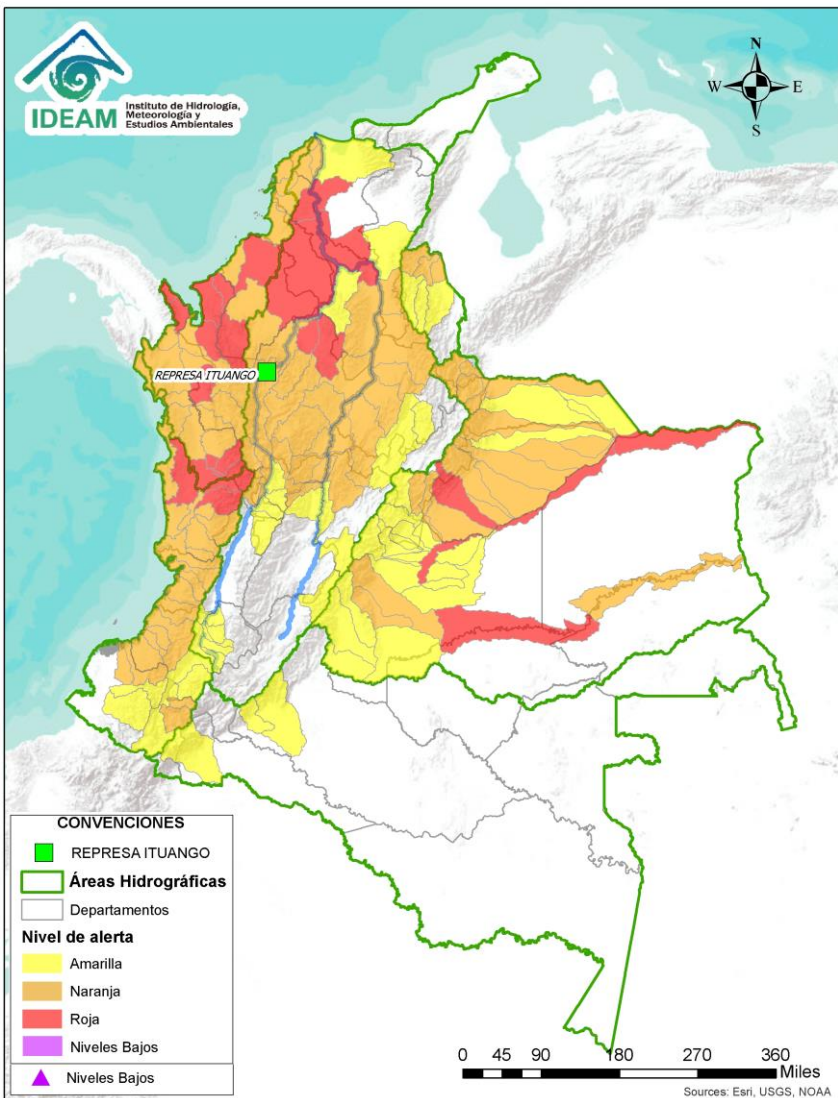 IDEAM
Instituto de Hidrología,
Meteorología y
Estudios Ambientales
N
W
E
S
REPRESA ITUANGO
CONVENCIONES
REPRESA ITUANGO
Áreas Hidrográficas
Departamentos
Nivel de alerta
Amarilla
Naranja
Roja
Niveles Bajos
Niveles Bajos
0 45 90 180 270 360
Miles
Sources: Esri, USGS, NOAA